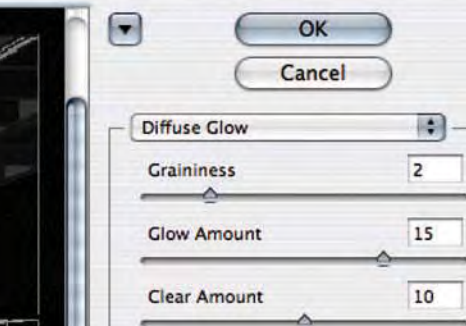 OK
Cancel
Diffuse Glow
Graininess 2
Glow Amount 15
Clear Amount 10